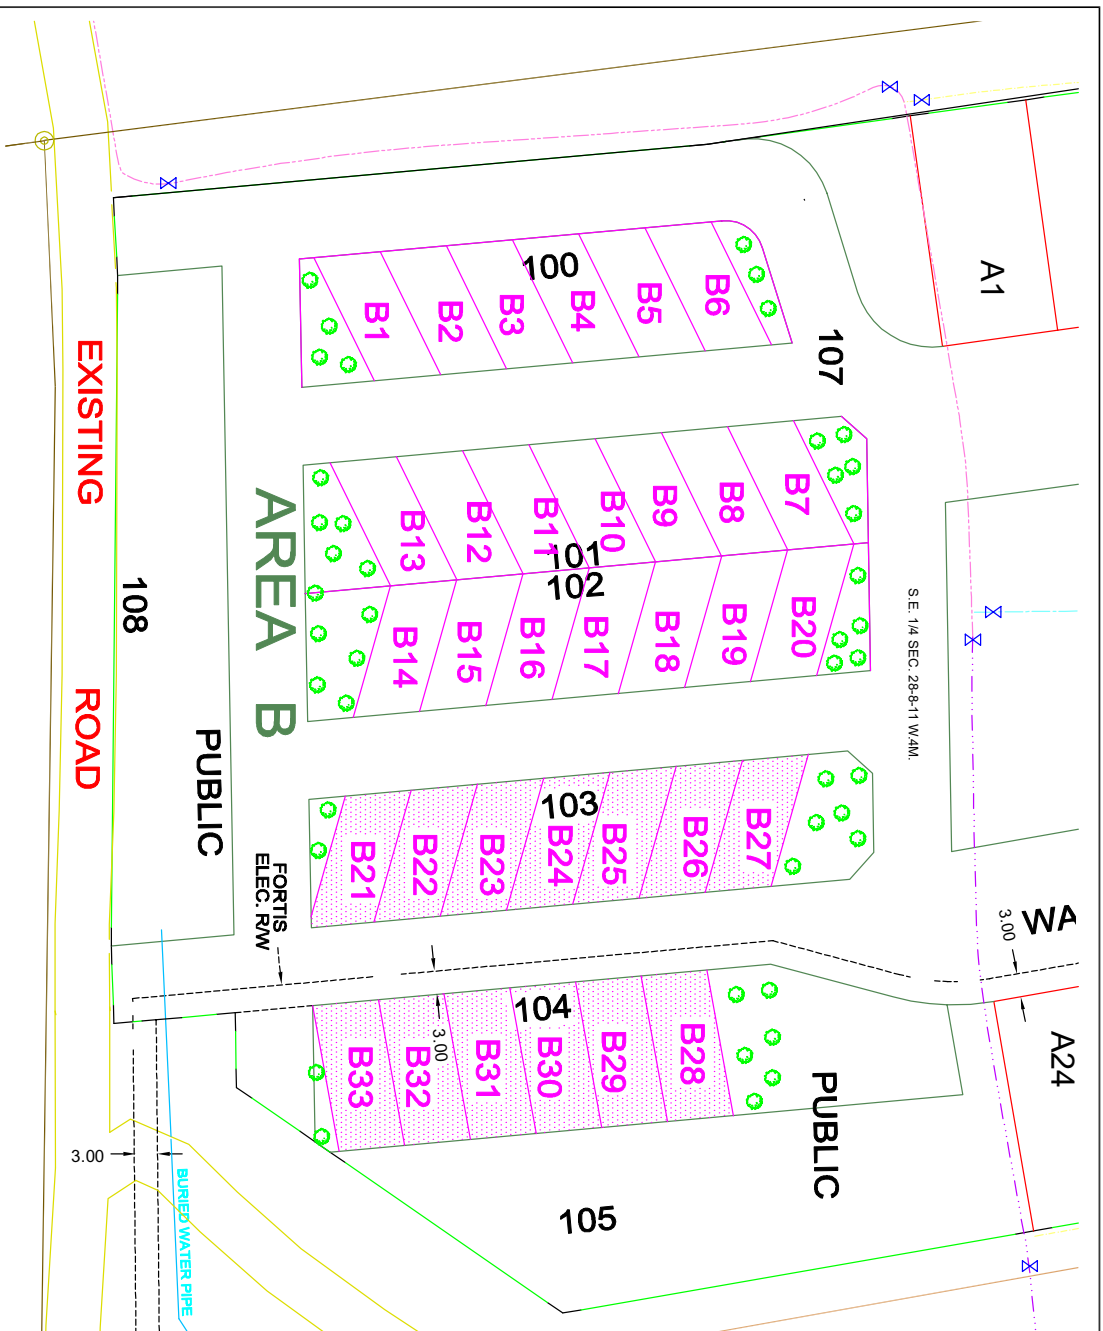 A1
107
100
B1
B2
B3
B4
B5
B6
B7
B8
B9
B10
B11
B12
B13
101
102
B14
B15
B16
B17
B18
B19
B20
S.E. 1/4 SEC. 28-8-11 W.4M.
EXISTING ROAD
AREA B
108
PUBLIC
103
B21
B22
B23
B24
B25
B26
B27
FORTIS
ELEC. R/W
3.00
WA
A24
104
3.00
B28
B29
B30
B31
B32
B33
PUBLIC
105
3.00
BURIED WATER PIPE